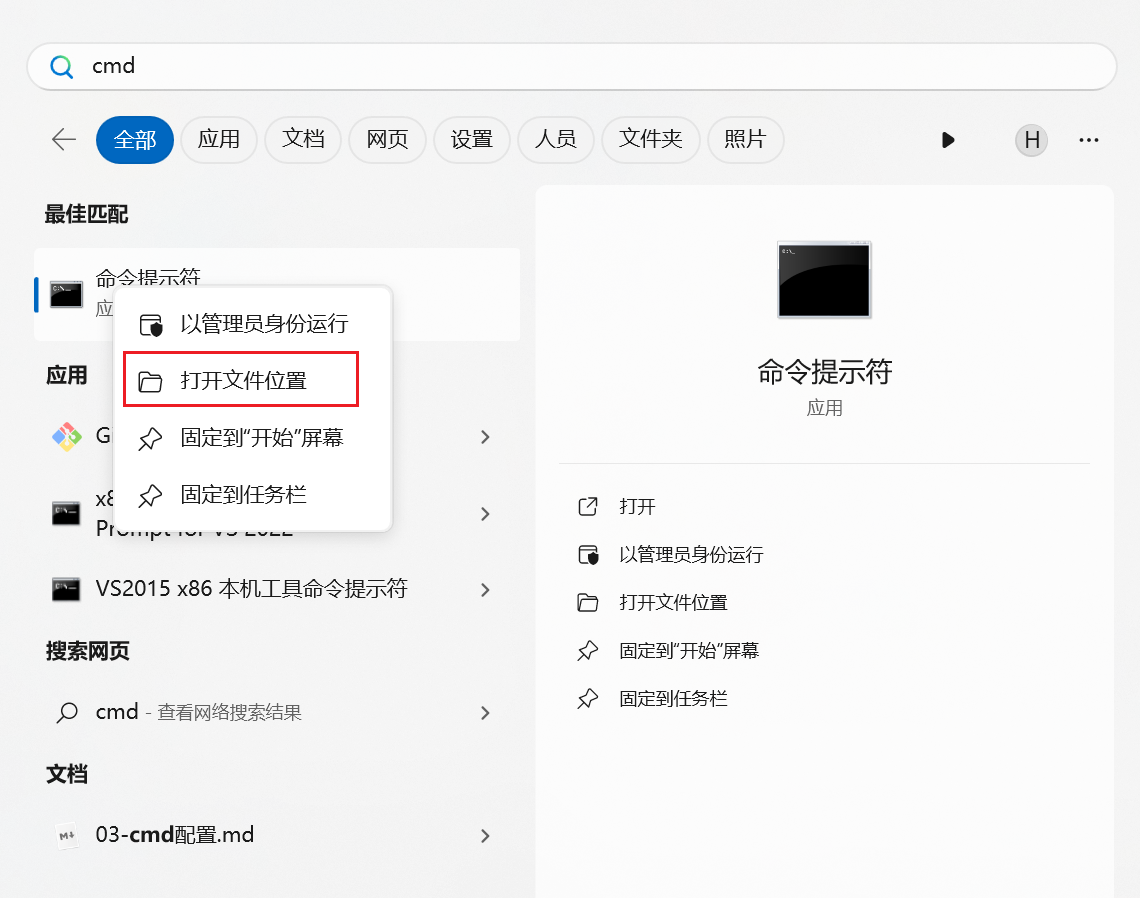 cmd
全部 应用 文档 网页 设置 人员 文件夹 照片 H
最佳匹配
命令提示符
应
以管理员身份运行
打开文件位置
固定到“开始”屏幕
固定到任务栏
应用
Gi
x8
Prompt for VS 2022
VS2015 x86 本机工具命令提示符
搜索网页
cmd - 查看网络搜索结果
文档
03-cmd配置.md
命令提示符
应用
打开
以管理员身份运行
打开文件位置
固定到“开始”屏幕
固定到任务栏